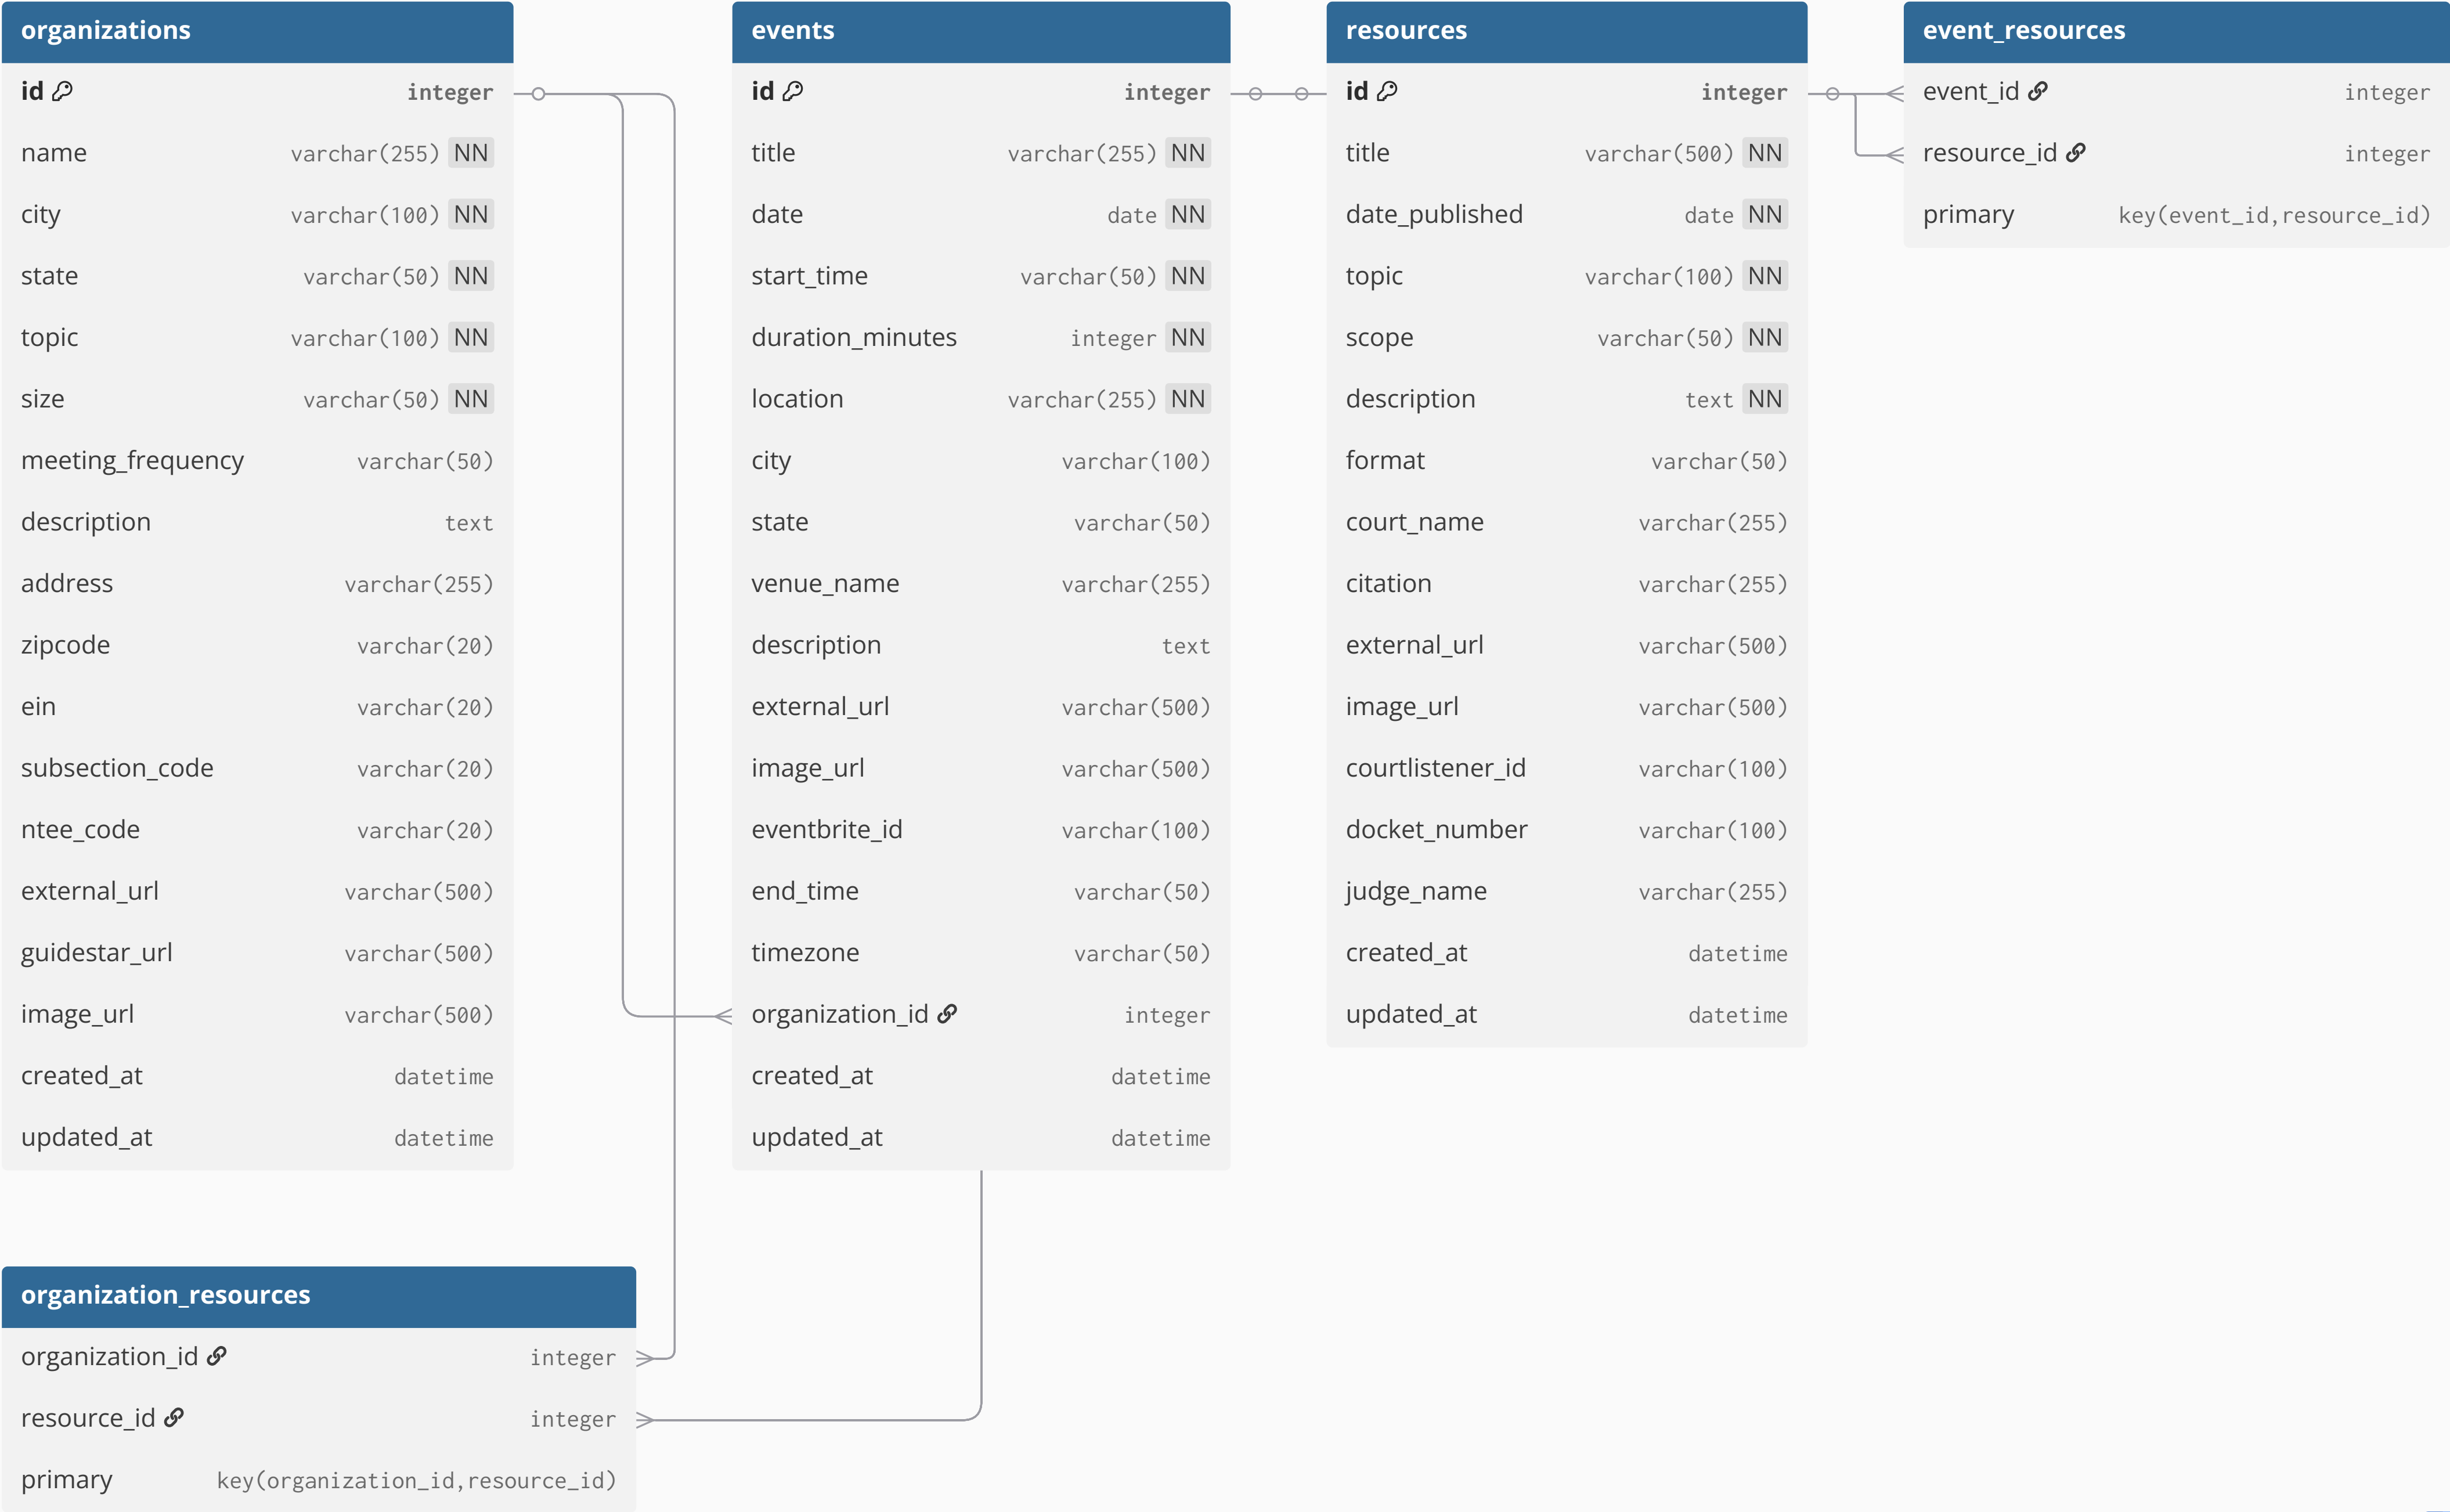 organizations
id integer
name varchar(255) NN
city varchar(100) NN
state varchar(50) NN
topic varchar(100) NN
size varchar(50) NN
meeting_frequency varchar(50)
description text
address varchar(255)
zipcode varchar(20)
ein varchar(20)
subsection_code varchar(20)
ntee_code varchar(20)
external_url varchar(500)
guidestar_url varchar(500)
image_url varchar(500)
created_at datetime
updated_at datetime
events
id integer
title varchar(255) NN
date date NN
start_time varchar(50) NN
duration_minutes integer NN
location varchar(255) NN
city varchar(100)
state varchar(50)
venue_name varchar(255)
description text
external_url varchar(500)
image_url varchar(500)
eventbrite_id varchar(100)
end_time varchar(50)
timezone varchar(50)
organization_id integer
created_at datetime
updated_at datetime
resources
id integer
title varchar(500) NN
date_published date NN
topic varchar(100) NN
scope varchar(50) NN
description text NN
format varchar(50)
court_name varchar(255)
citation varchar(255)
external_url varchar(500)
image_url varchar(500)
courtlistener_id varchar(100)
docket_number varchar(100)
judge_name varchar(255)
created_at datetime
updated_at datetime
event_resources
event_id integer
resource_id integer
primary key(event_id,resource_id)
organization_resources
organization_id integer
resource_id integer
primary key(organization_id,resource_id)